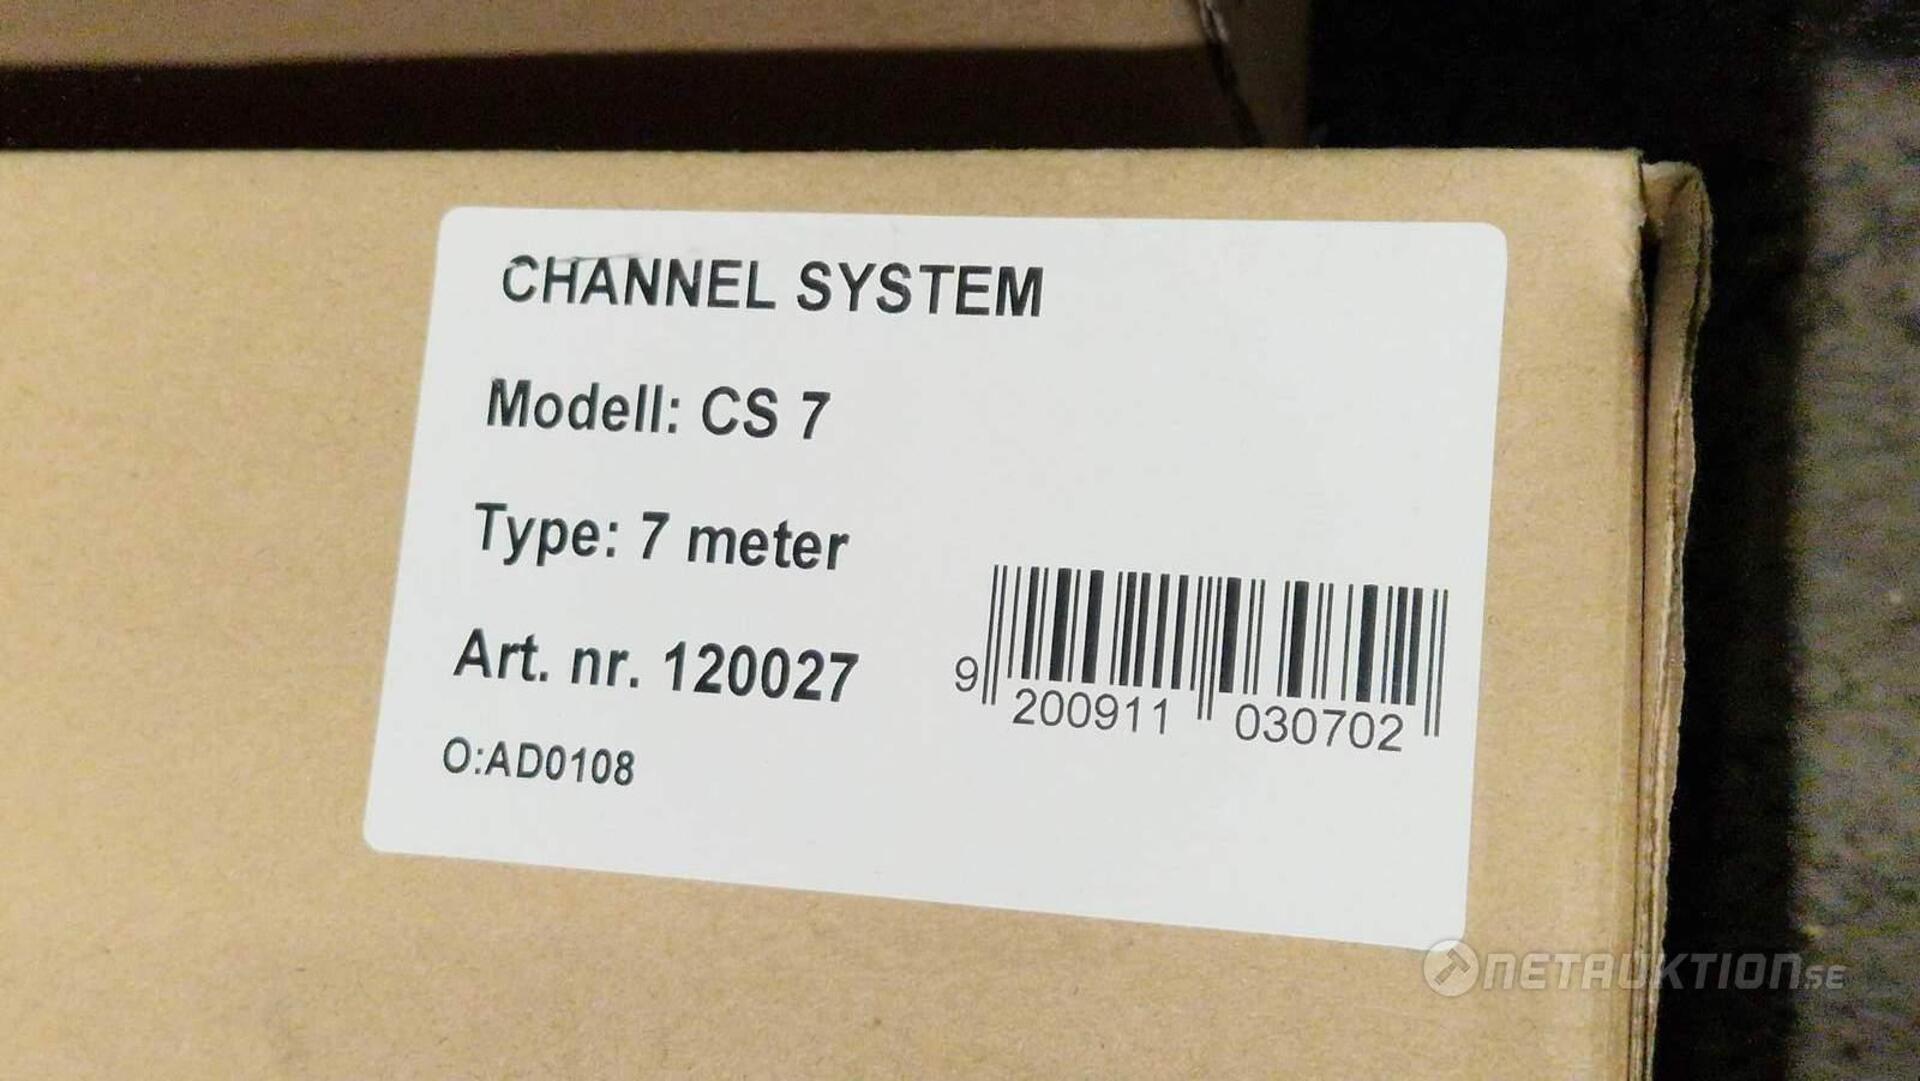 CHANNEL SYSTEM
Modell: CS 7
Type: 7 meter
Art. nr. 120027
O:AD0108
9 200911 030702
NETAUKTION.SE